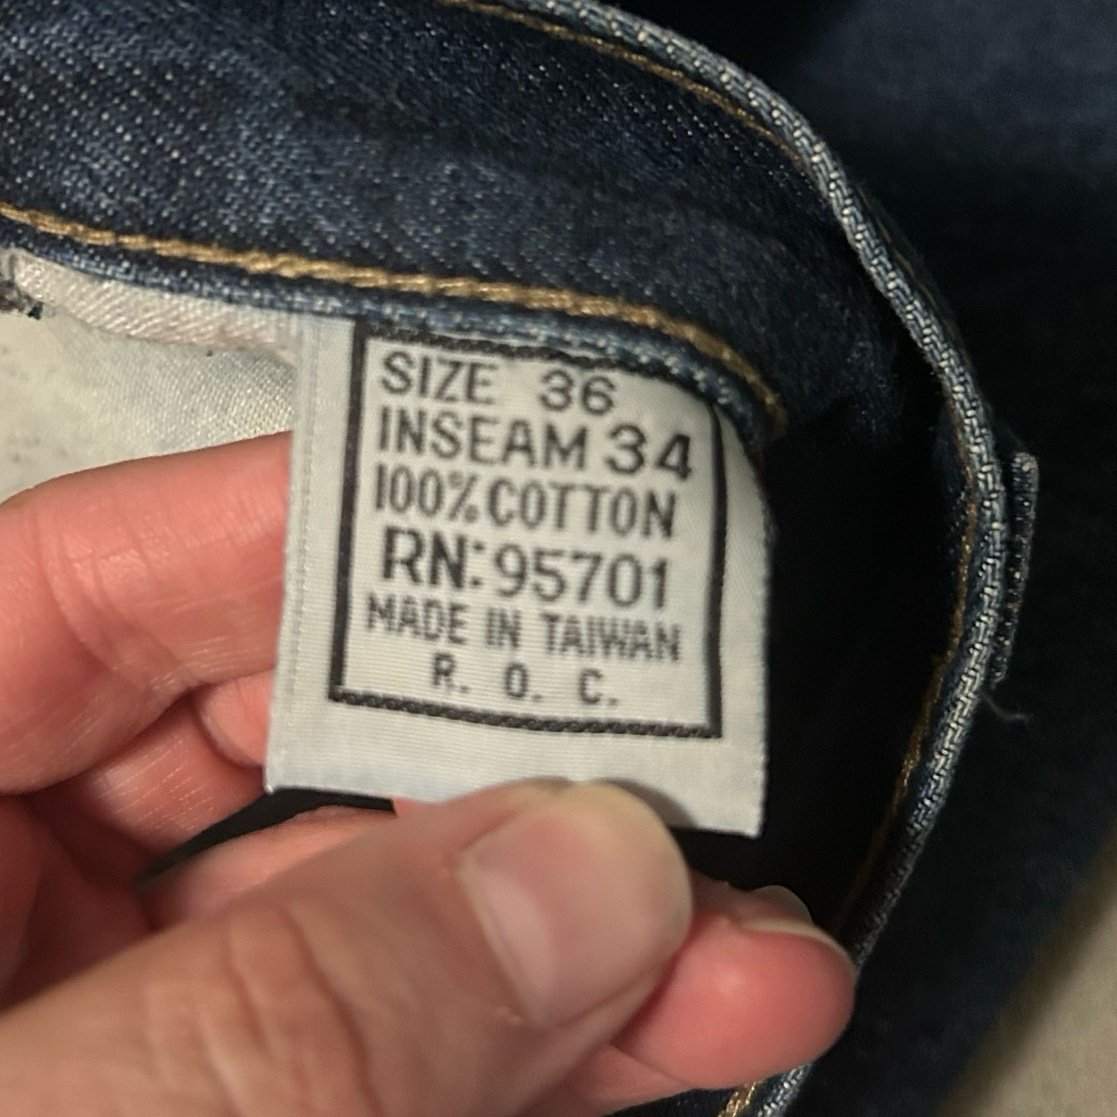 SIZE 36
INSEAM 34
100% COTTON
RN: 95701
MADE IN TAIWAN
R. O. C.